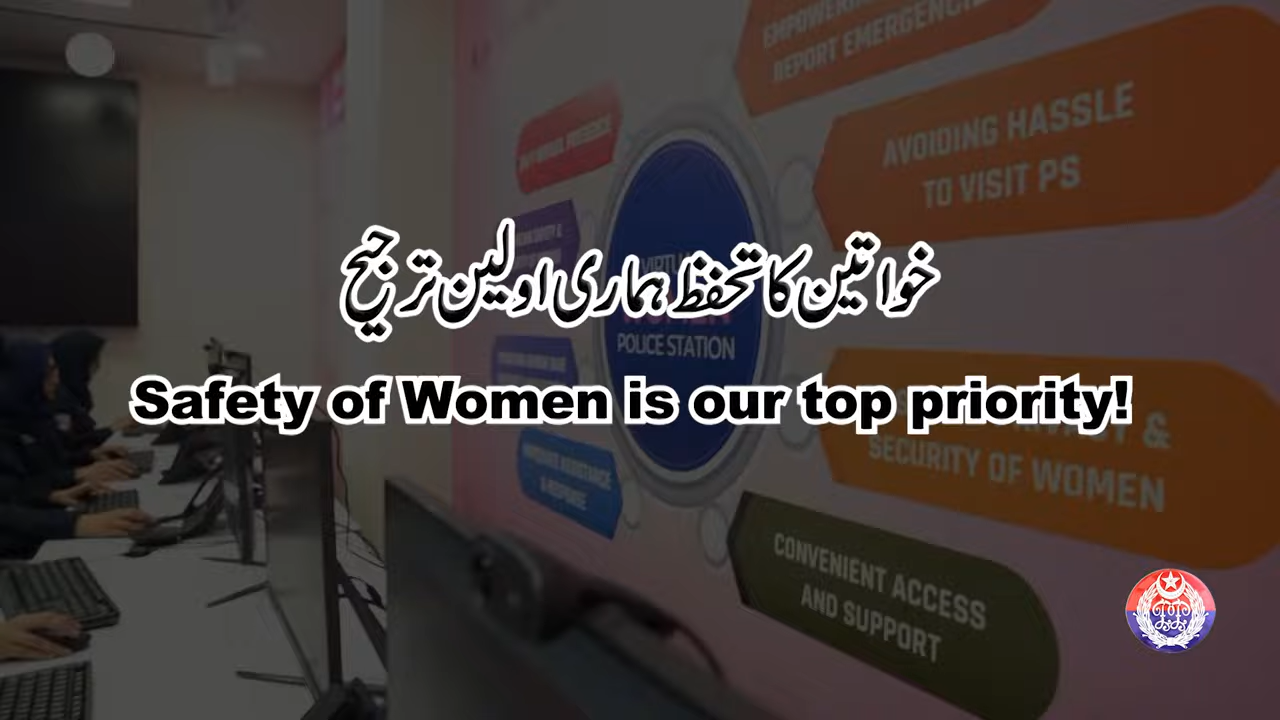 REPORT EMERGENCIES
AVOIDING HASSLE
TO VISIT PS
خواتین کا تحفظ ہماری اولین ترجیح
POLICE STATION
Safety of Women is our top priority!
&
SECURITY OF WOMEN
CONVENIENT ACCESS
AND SUPPORT